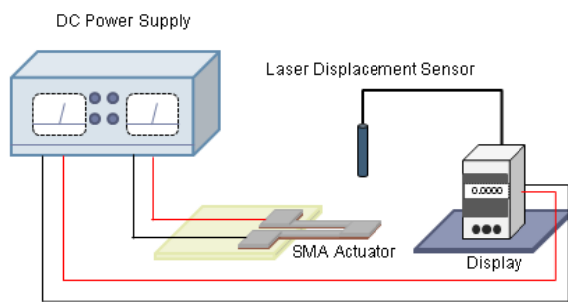 DC Power Supply
Laser Displacement Sensor
0.0000
SMA Actuator
Display